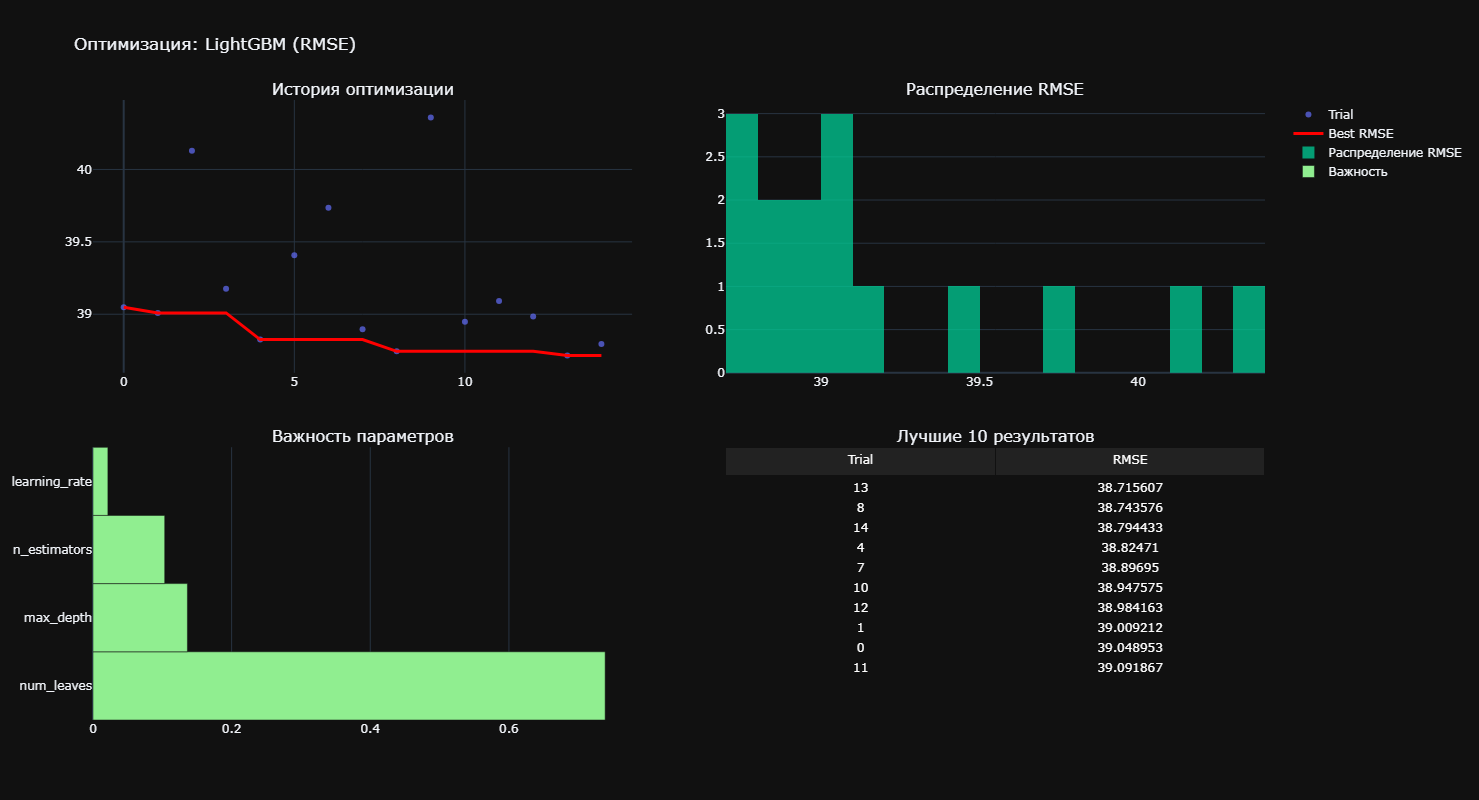 Оптимизация: LightGBM (RMSE)
История оптимизации
40
39.5
39
0 5 10
Распределение RMSE
3
2.5
2
1.5
1
0.5
0
39 39.5 40
Trial
Best RMSE
Распределение RMSE
Важность
Важность параметров
learning_rate
n_estimators
max_depth
num_leaves
0 0.2 0.4 0.6
Лучшие 10 результатов
Trial RMSE
13 38.715607
8 38.743576
14 38.794433
4 38.82471
7 38.89695
10 38.947575
12 38.984163
1 39.009212
0 39.048953
11 39.091867